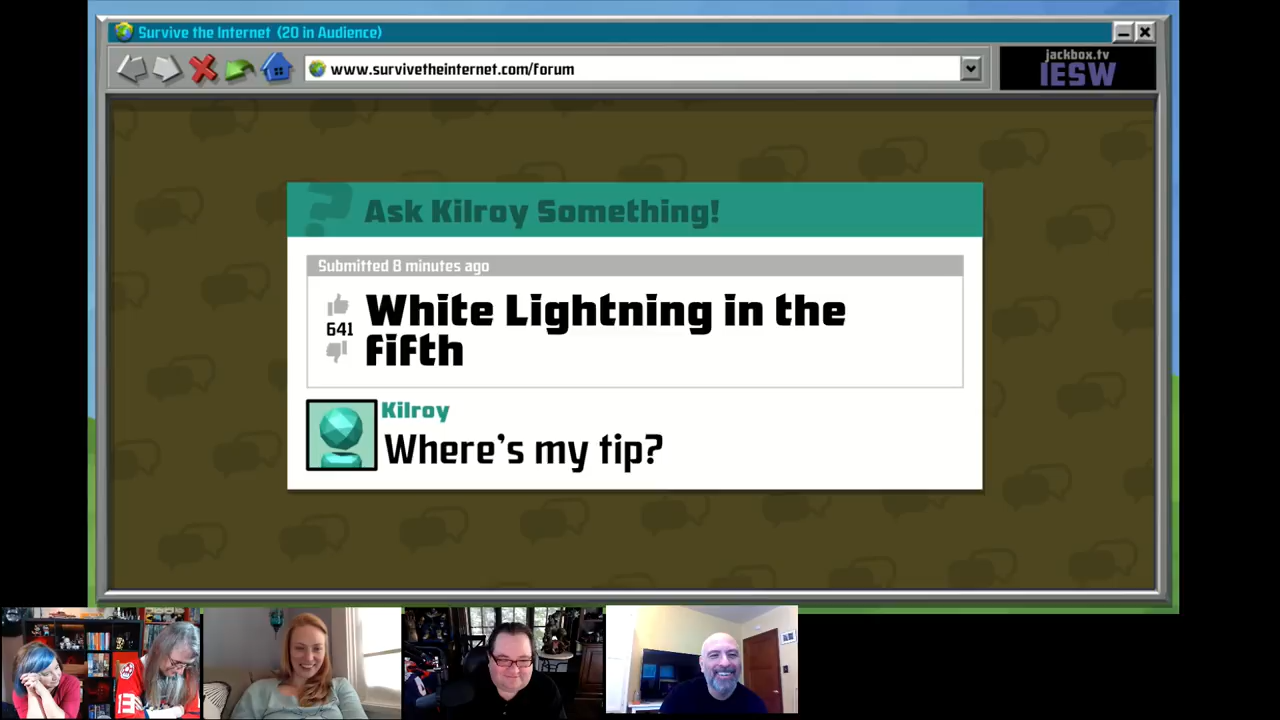 Survive the Internet (20 in Audience)
www.survivetheinternet.com/forum
jackbox.tv
IESW
Ask Kilroy Something!
Submitted 8 minutes ago
641
White Lightning in the
fifth
Kilroy
Where's my tip?